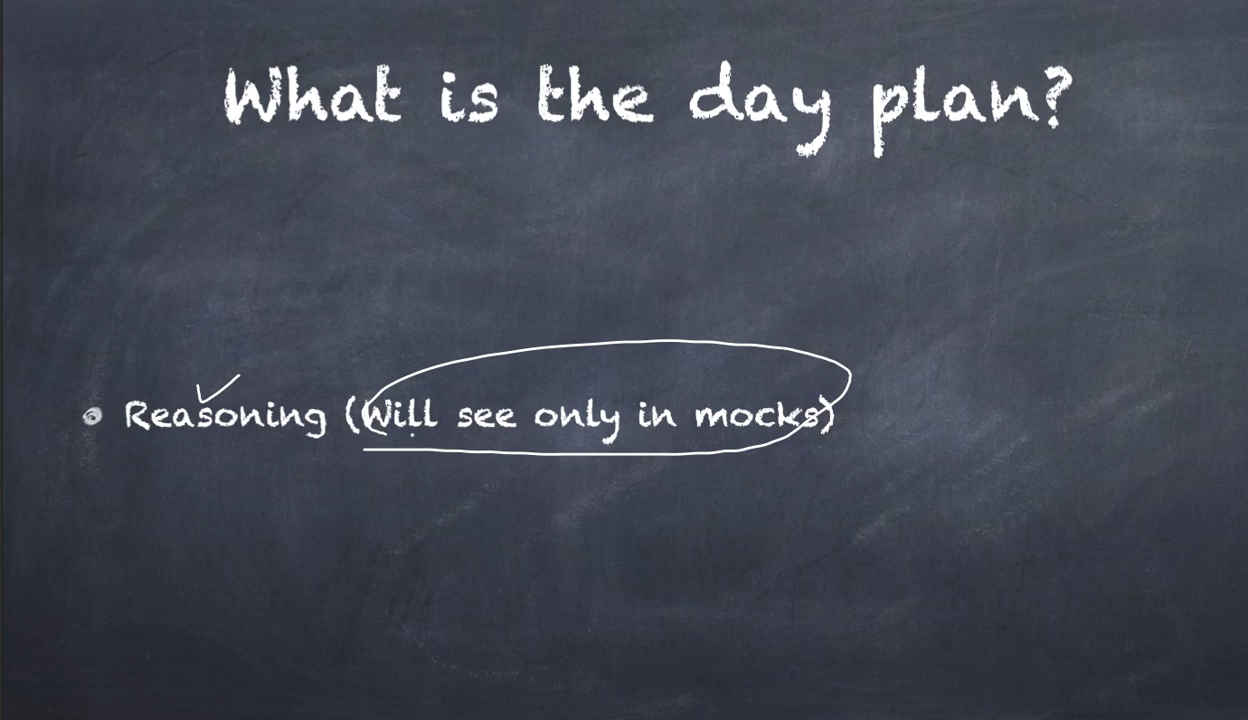 What is the day plan?
Reasoning (Will see only in mocks)